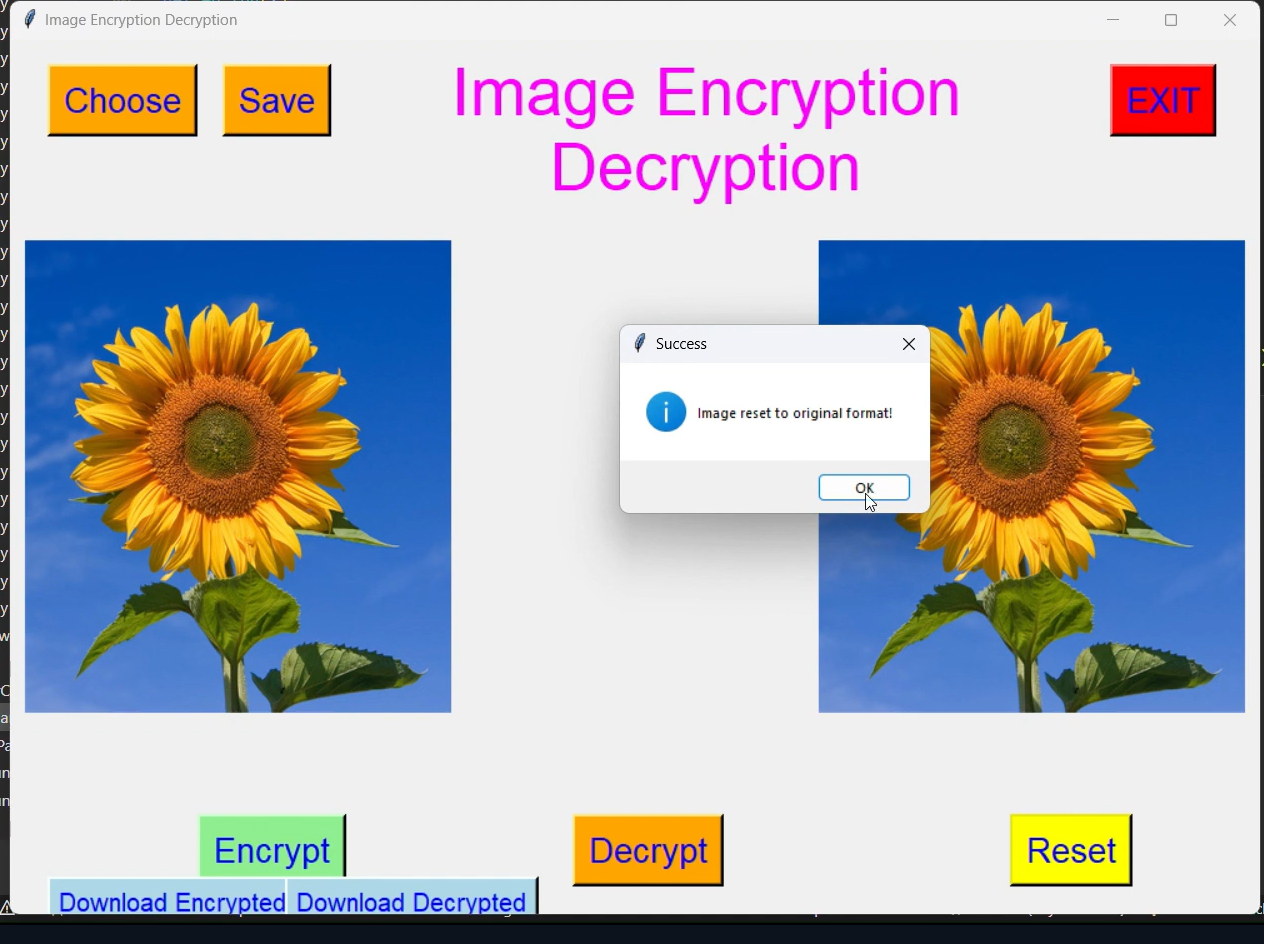 Image Encryption Decryption
Choose
Save
Image Encryption
Decryption
EXIT
Success
Image reset to original format!
OK
Encrypt
Decrypt
Reset
Download Encrypted
Download Decrypted